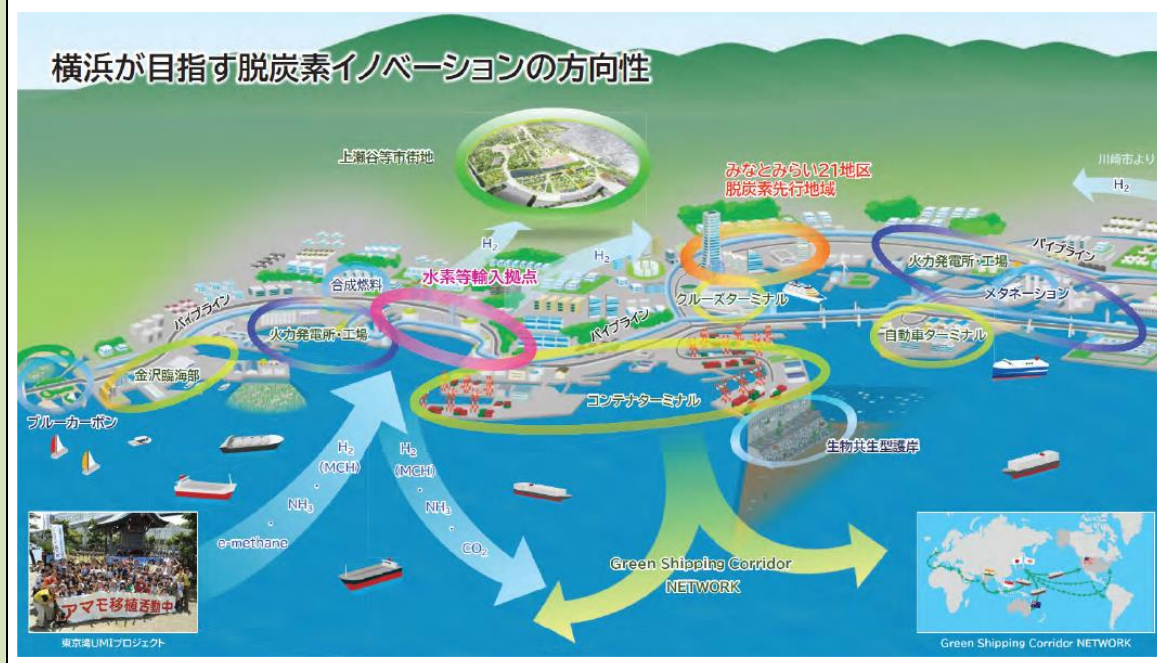 横浜が目指す脱炭素イノベーションの方向性
上瀬谷等市街地
みなとみらい21地区
脱炭素先行地域
川崎市より
H₂
H₂
H₂
水素等輸入拠点
合成燃料
パイプライン
火力発電所・工場
金沢臨海部
ブルーカーボン
パイプライン
クルーズターミナル
火力発電所・工場
パイプライン
メタネーション
自動車ターミナル
コンテナターミナル
生物共生型護岸
H₂
(MCH)
・
NH₃
・
e-methane
H₂
(MCH)
・
NH₃
・
CO₂
Green Shipping Corridor
NETWORK
アマモ移植活動中
東京湾UMIプロジェクト
Green Shipping Corridor NETWORK